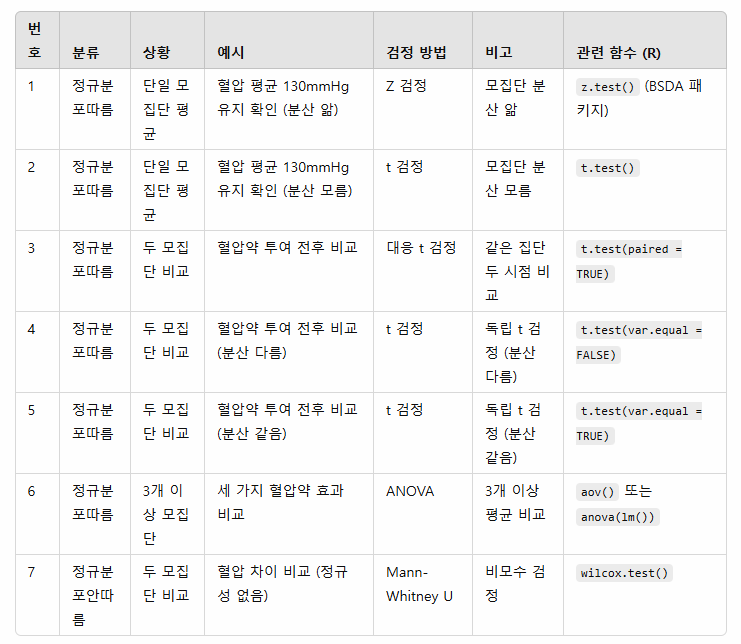 번호 분류 상황 예시 검정 방법 비고 관련 함수 (R)
1 정규분포따름 단일 모집단 평균 혈압 평균 130mmHg 유지 확인 (분산 앎) Z 검정 모집단 분산 앎 z.test() (BSDA 패키지)
2 정규분포따름 단일 모집단 평균 혈압 평균 130mmHg 유지 확인 (분산 모름) t 검정 모집단 분산 모름 t.test()
3 정규분포따름 두 모집단 비교 혈압약 투여 전후 비교 대응 t 검정 같은 집단 두 시점 비교 t.test(paired = TRUE)
4 정규분포따름 두 모집단 비교 혈압약 투여 전후 비교 (분산 다름) t 검정 독립 t 검정 (분산 다름) t.test(var.equal = FALSE)
5 정규분포따름 두 모집단 비교 혈압약 투여 전후 비교 (분산 같음) t 검정 독립 t 검정 (분산 같음) t.test(var.equal = TRUE)
6 정규분포따름 3개 이상 모집단 세 가지 혈압약 효과 비교 ANOVA 3개 이상 평균 비교 aov() 또는 anova(lm())
7 정규분포안따름 두 모집단 비교 혈압 차이 비교 (정규성 없음) Mann-Whitney U 비모수 검정 wilcox.test()